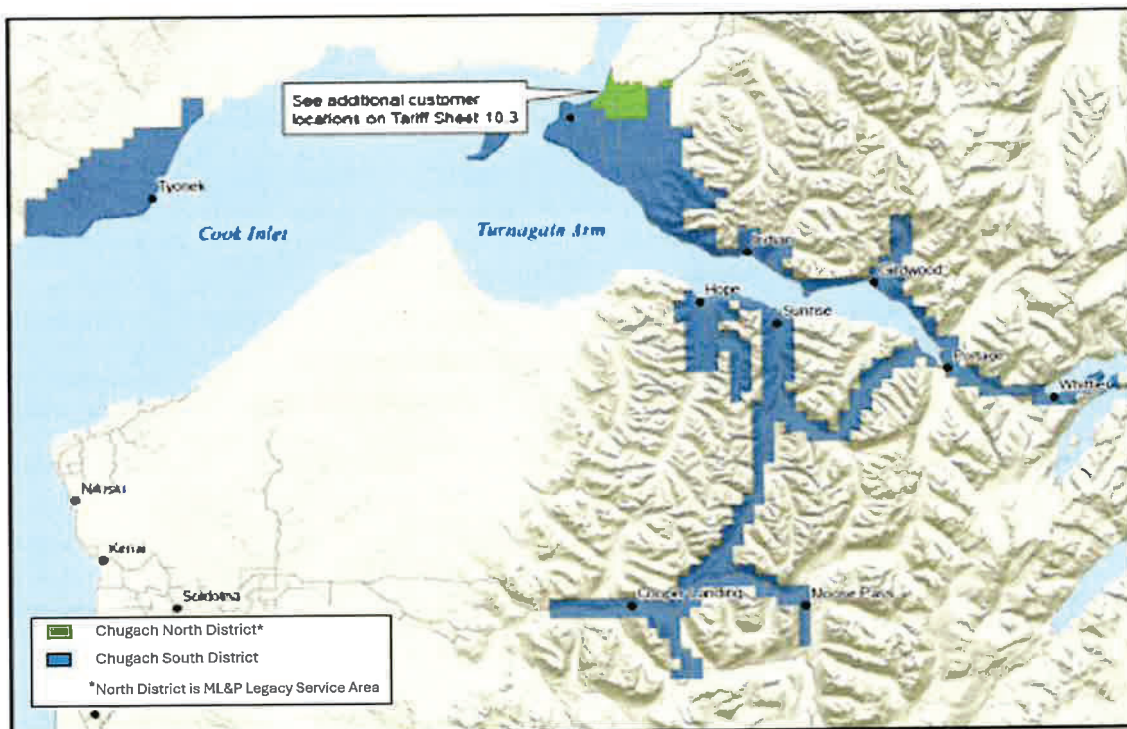 See additional customer
locations on Tariff Sheet 10.3
Tyonek
Cook Inlet
Turnagain Arm
Indian
Girdwood
Hope
Sunrise
Portage
Whittier
Nikiski
Kenai
Soldotna
Cooper Landing
Moose Pass
Chugach North District*
Chugach South District
*North District is ML&P Legacy Service Area